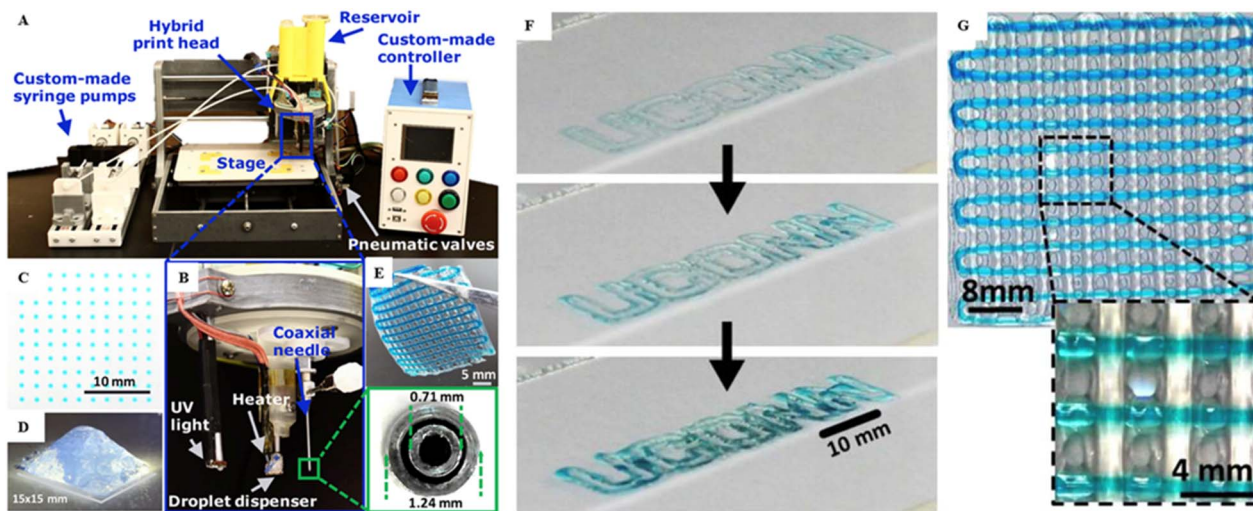 A
Reservoir
Hybrid
print head
Custom-made
controller
Custom-made
syringe pumps
Stage
Pneumatic valves
B
UV
light
Heater
Coaxial
needle
Droplet dispenser
C
10 mm
D
15x15 mm
E
5 mm
0.71 mm
1.24 mm
F
UCONN
UCONN
UCONN
10 mm
G
8mm
4 mm